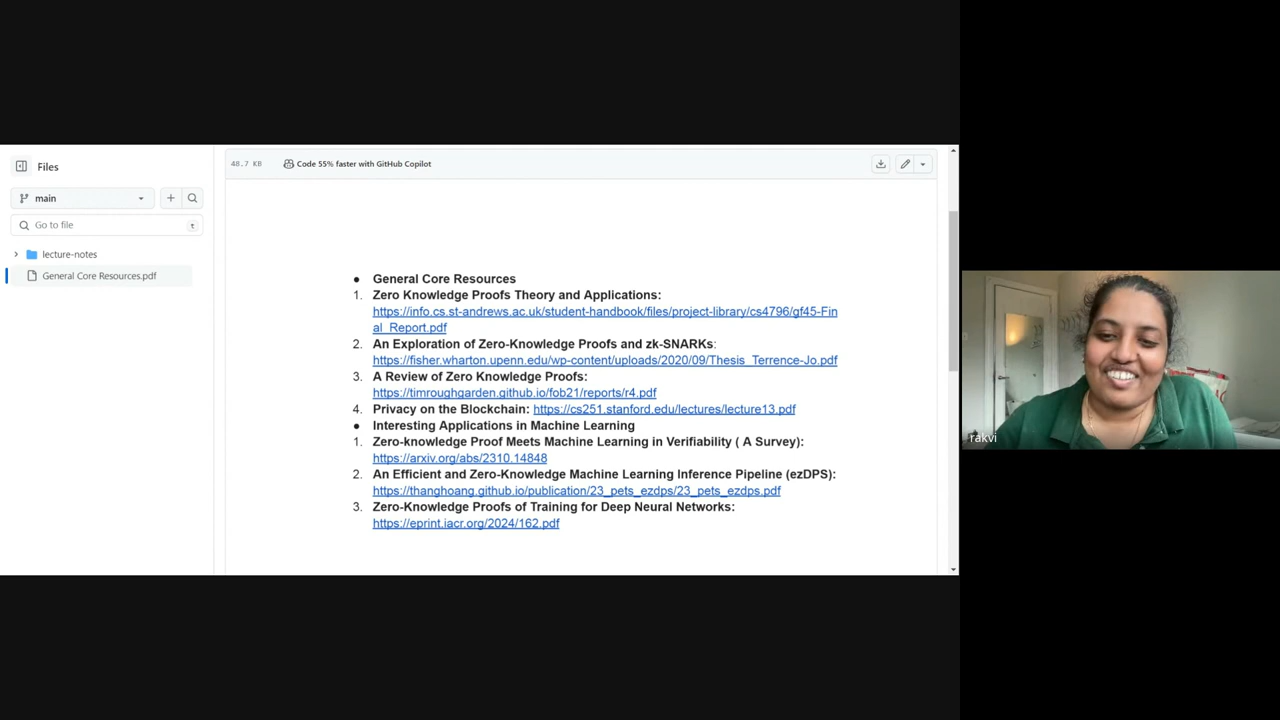 Files
48.7 KB
Code 55% faster with GitHub Copilot
main
Go to file
t
lecture-notes
General Core Resources.pdf
● General Core Resources
1. Zero Knowledge Proofs Theory and Applications:
https://info.cs.st-andrews.ac.uk/student-handbook/files/project-library/cs4796/gf45-Fin
al_Report.pdf
2. An Exploration of Zero-Knowledge Proofs and zk-SNARKs:
https://fisher.wharton.upenn.edu/wp-content/uploads/2020/09/Thesis_Terrence-Jo.pdf
3. A Review of Zero Knowledge Proofs:
https://timroughgarden.github.io/fob21/reports/r4.pdf
4. Privacy on the Blockchain: https://cs251.stanford.edu/lectures/lecture13.pdf
● Interesting Applications in Machine Learning
1. Zero-knowledge Proof Meets Machine Learning in Verifiability ( A Survey):
https://arxiv.org/abs/2310.14848
2. An Efficient and Zero-Knowledge Machine Learning Inference Pipeline (ezDPS):
https://thanghoang.github.io/publication/23_pets_ezdps/23_pets_ezdps.pdf
3. Zero-Knowledge Proofs of Training for Deep Neural Networks:
https://eprint.iacr.org/2024/162.pdf
rakvi